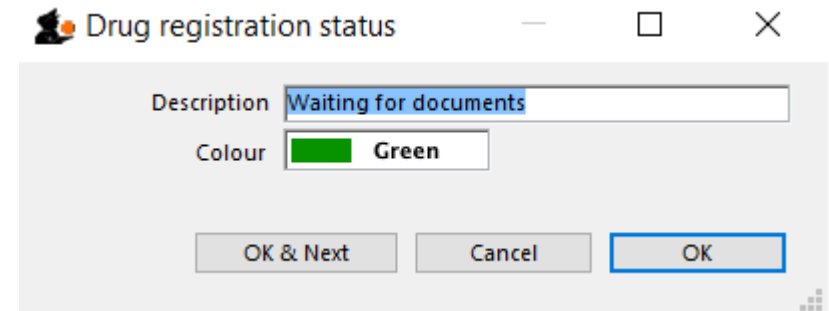 Drug registration status
Description Waiting for documents
Colour Green
OK & Next Cancel OK